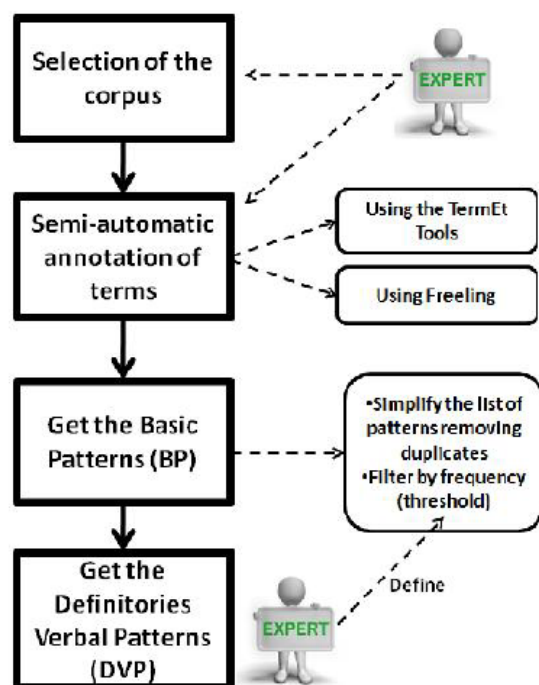 Selection of the
corpus
EXPERT
Semi-automatic
annotation of
terms
Using the TermEt
Tools
Using Freeling
Get the Basic
Patterns (BP)
•Simplify the list of
patterns removing
duplicates
•Filter by frequency
(threshold)
Define
Get the
Definitories
Verbal Patterns
(DVP)
EXPERT